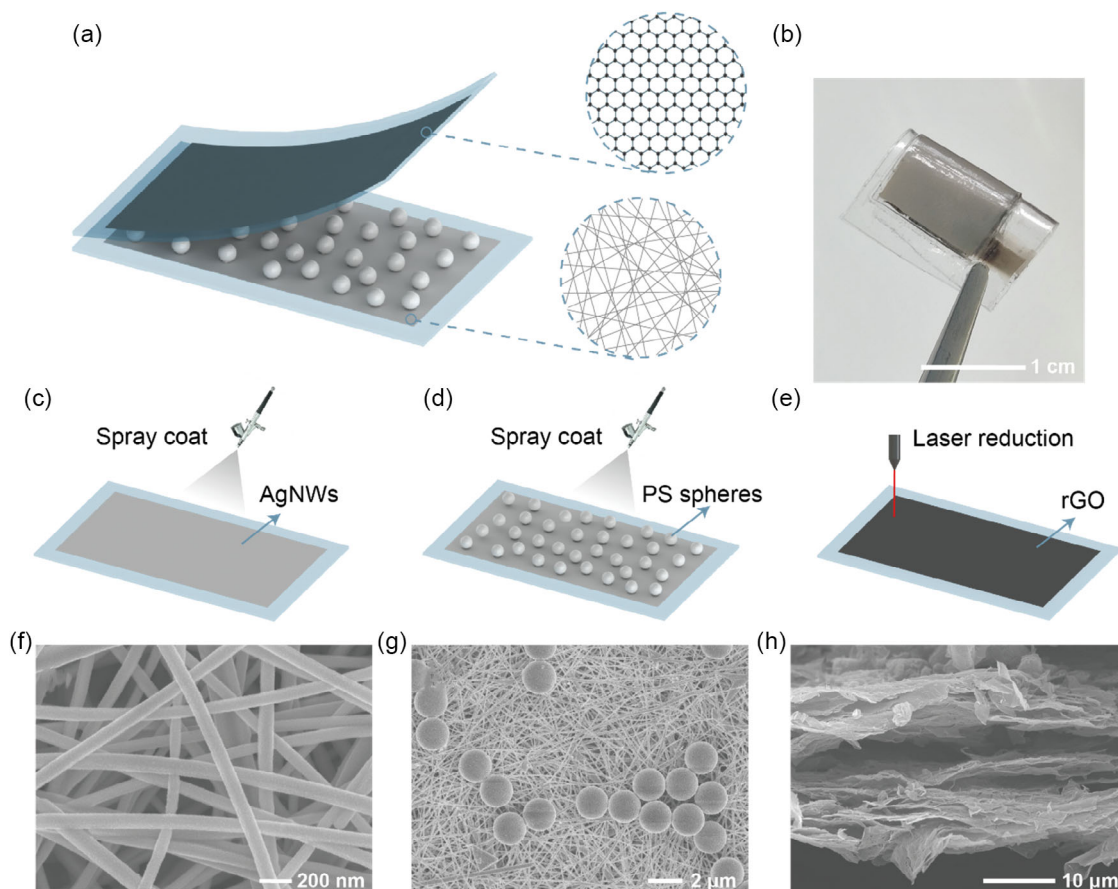 (a)
(b)
1 cm
(c)
Spray coat
AgNWs
(d)
Spray coat
PS spheres
(e)
Laser reduction
rGO
(f)
200 nm
(g)
2 μm
(h)
10 μm